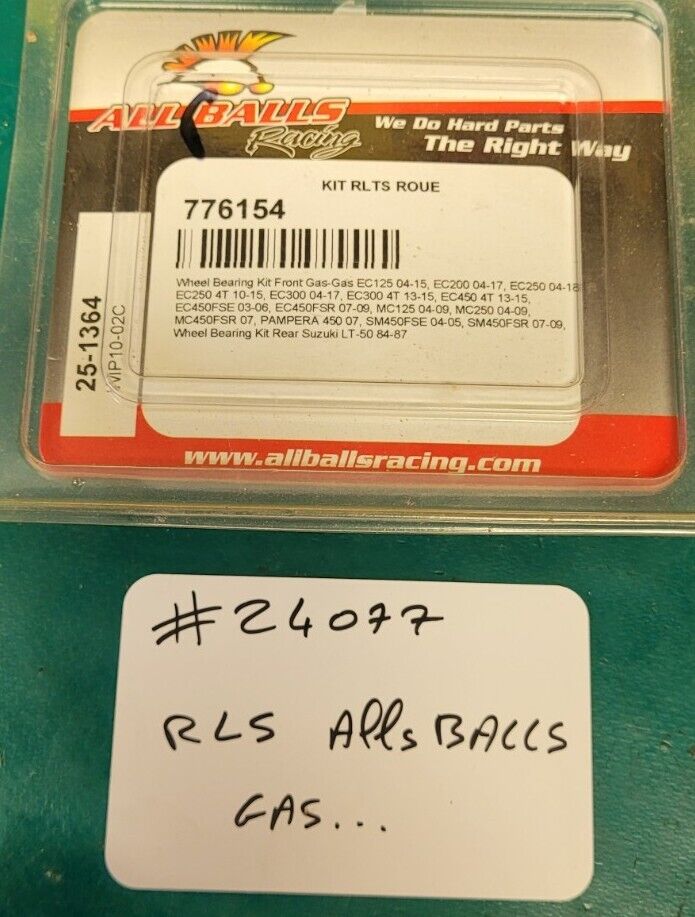 ALL BALLS
Racing
We Do Hard Parts
The Right Way
KIT RLTS ROUE
776154
Wheel Bearing Kit Front Gas-Gas EC125 04-15, EC200 04-17, EC250 04-18
EC250 4T 10-15, EC300 04-17, EC300 4T 13-15, EC450 4T 13-15,
EC450FSE 03-06, EC450FSR 07-09, MC125 04-09, MC250 04-09,
MC450FSR 07, PAMPERA 450 07, SM450FSE 04-05, SM450FSR 07-09,
Wheel Bearing Kit Rear Suzuki LT-50 84-87
25-1364
WIP10-02C
www.allballsracing.com
#24077
RLS AllsBALLS
GAS...